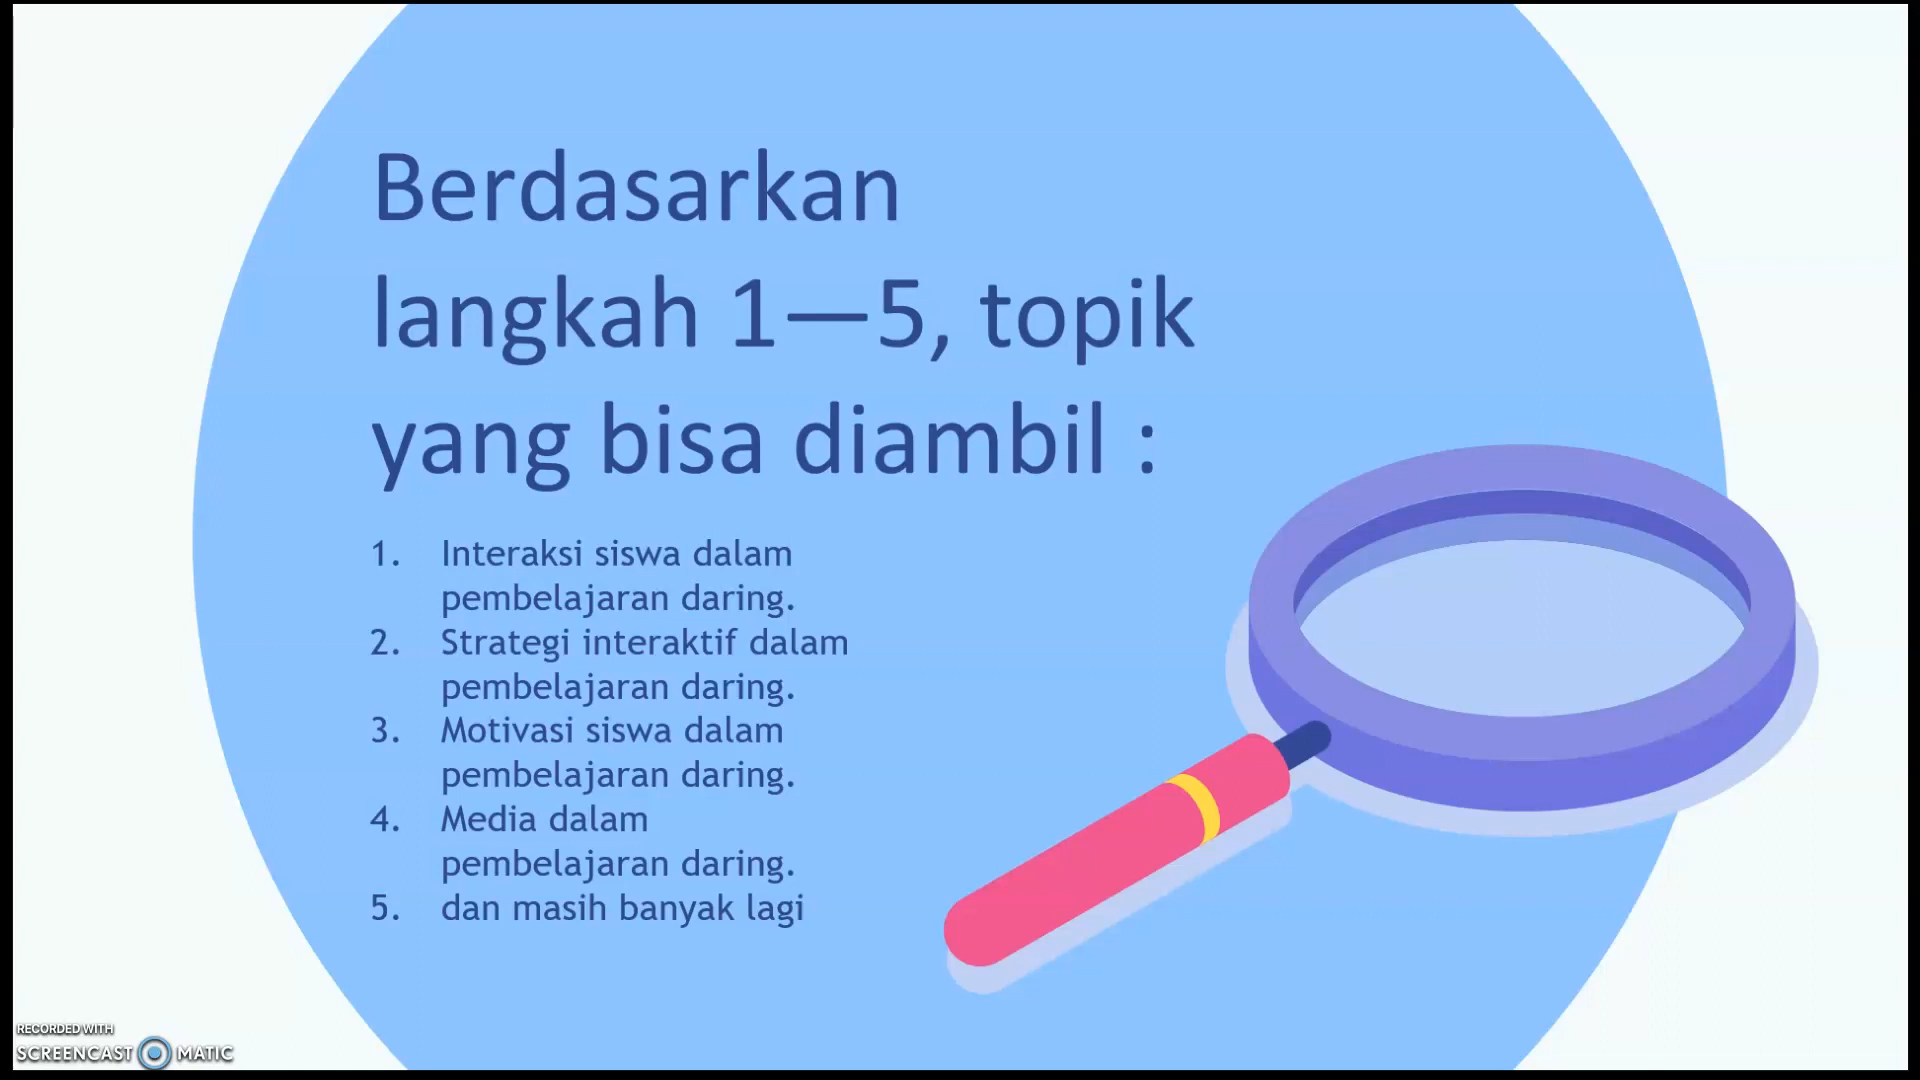 Berdasarkan
langkah 1—5, topik
yang bisa diambil :
1. Interaksi siswa dalam
pembelajaran daring.
2. Strategi interaktif dalam
pembelajaran daring.
3. Motivasi siswa dalam
pembelajaran daring.
4. Media dalam
pembelajaran daring.
5. dan masih banyak lagi
RECORDED WITH
SCREENCAST MATIC